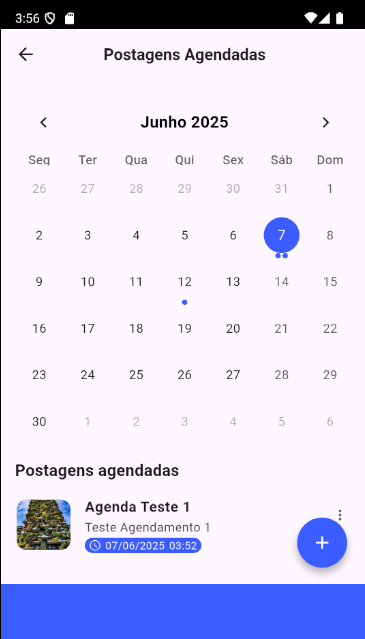 3:56
Postagens Agendadas
Junho 2025
Seg Ter Qua Qui Sex Sáb Dom
26 27 28 29 30 31 1
2 3 4 5 6 7 8
9 10 11 12 13 14 15
16 17 18 19 20 21 22
23 24 25 26 27 28 29
30 1 2 3 4 5 6
Postagens agendadas
Agenda Teste 1
Teste Agendamento 1
07/06/2025 03:52